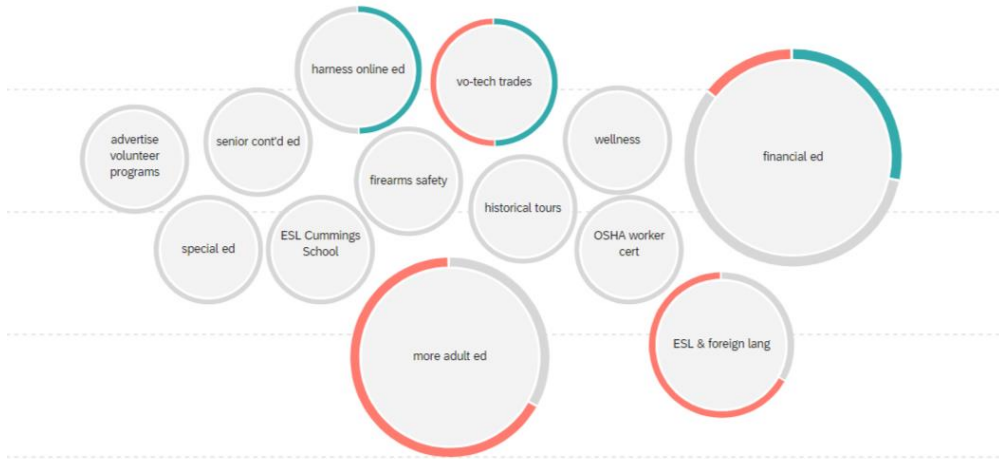 harness online ed
vo-tech trades
advertise
volunteer
programs
senior cont'd ed
wellness
financial ed
firearms safety
historical tours
special ed
ESL Cummings
School
OSHA worker
cert
more adult ed
ESL & foreign lang